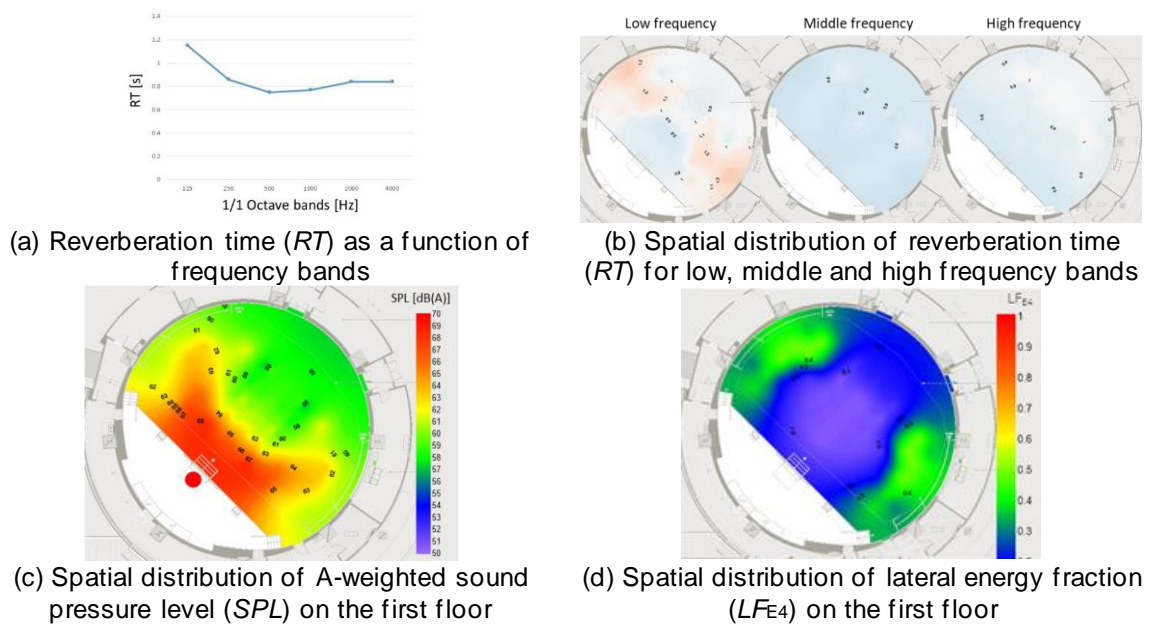 1.4
1.2
1
0.8
0.6
0.4
0.2
0
RT [s]
125 250 500 1000 2000 4000
1/1 Octave bands [Hz]
Low frequency Middle frequency High frequency
(a) Reverberation time (RT) as a function of
frequency bands
(b) Spatial distribution of reverberation time
(RT) for low, middle and high frequency bands
SPL [dB(A)]
70
69
68
67
66
65
64
63
62
61
60
59
58
57
56
55
54
53
52
51
50
LFE4
1
0.9
0.8
0.7
0.6
0.5
0.4
0.3
(c) Spatial distribution of A-weighted sound
pressure level (SPL) on the first floor
(d) Spatial distribution of lateral energy fraction
(LFE4) on the first floor